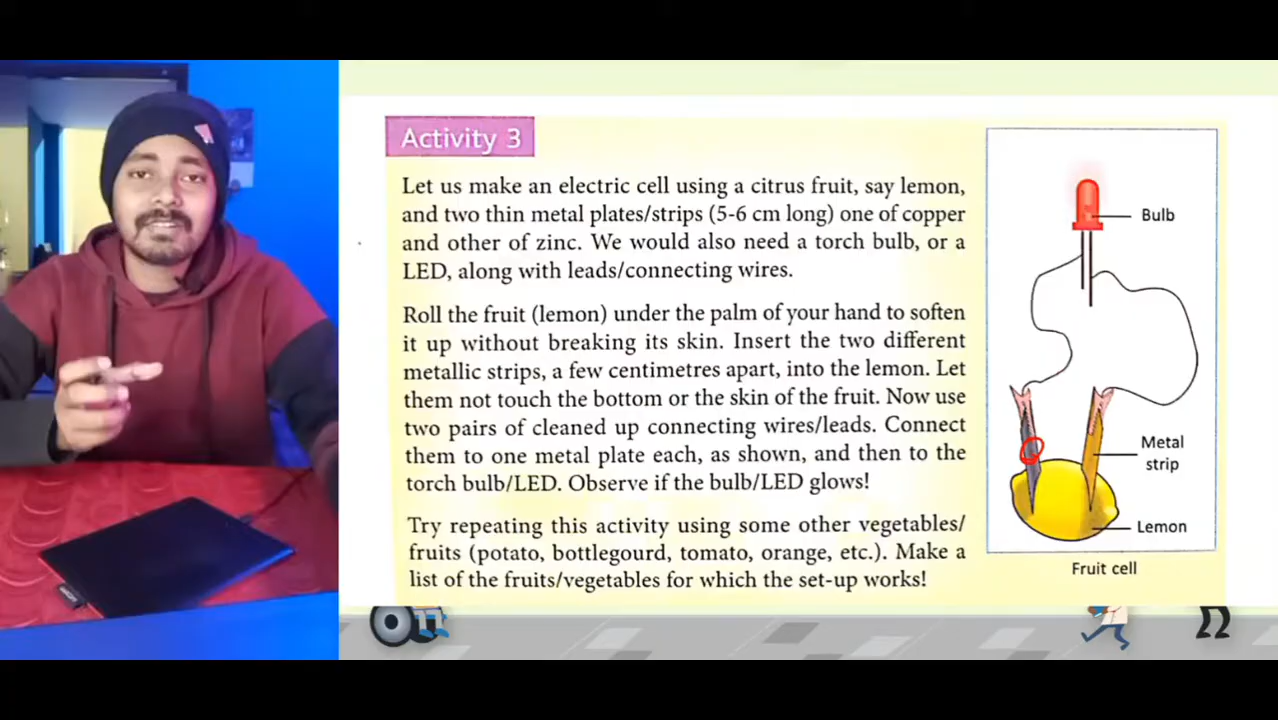 Activity 3
Let us make an electric cell using a citrus fruit, say lemon,
and two thin metal plates/strips (5-6 cm long) one of copper
and other of zinc. We would also need a torch bulb, or a
LED, along with leads/connecting wires.
Roll the fruit (lemon) under the palm of your hand to soften
it up without breaking its skin. Insert the two different
metallic strips, a few centimetres apart, into the lemon. Let
them not touch the bottom or the skin of the fruit. Now use
two pairs of cleaned up connecting wires/leads. Connect
them to one metal plate each, as shown, and then to the
torch bulb/LED. Observe if the bulb/LED glows!
Try repeating this activity using some other vegetables/
fruits (potato, bottlegourd, tomato, orange, etc.). Make a
list of the fruits/vegetables for which the set-up works!
Bulb
Metal
strip
Lemon
Fruit cell